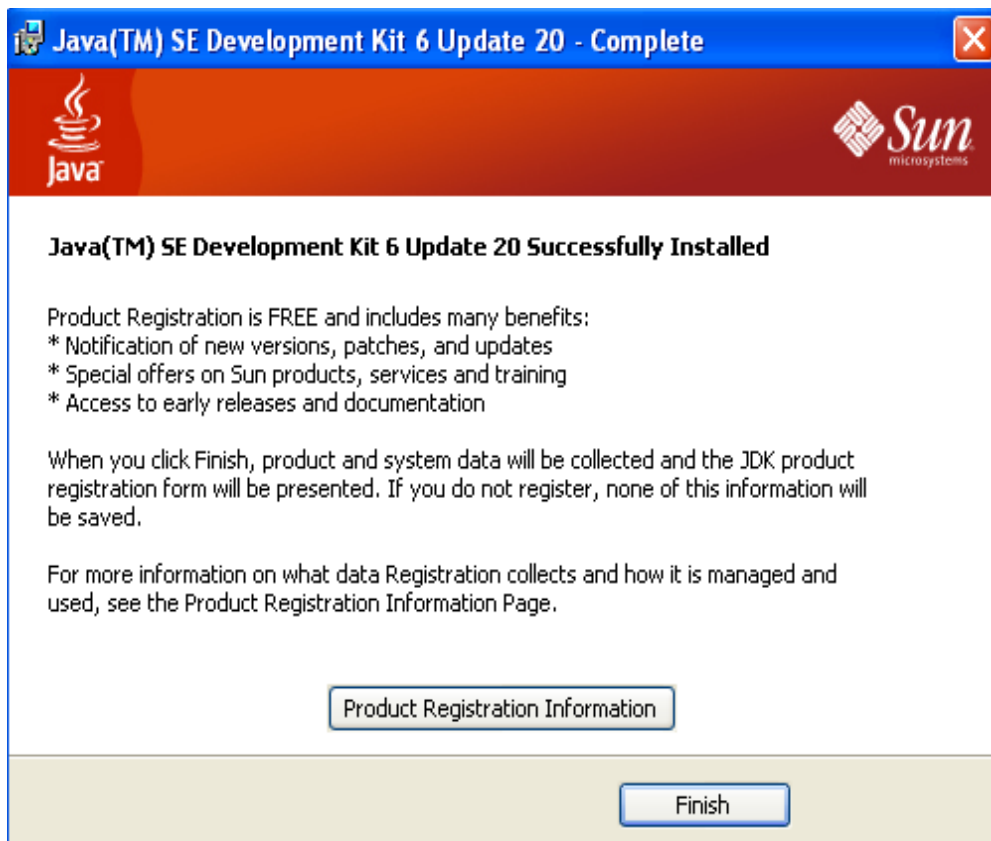 Java(TM) SE Development Kit 6 Update 20 - Complete
Java
Sun
microsystems
Java(TM) SE Development Kit 6 Update 20 Successfully Installed
Product Registration is FREE and includes many benefits:
* Notification of new versions, patches, and updates
* Special offers on Sun products, services and training
* Access to early releases and documentation
When you click Finish, product and system data will be collected and the JDK product
registration form will be presented. If you do not register, none of this information will
be saved.
For more information on what data Registration collects and how it is managed and
used, see the Product Registration Information Page.
Product Registration Information
Finish